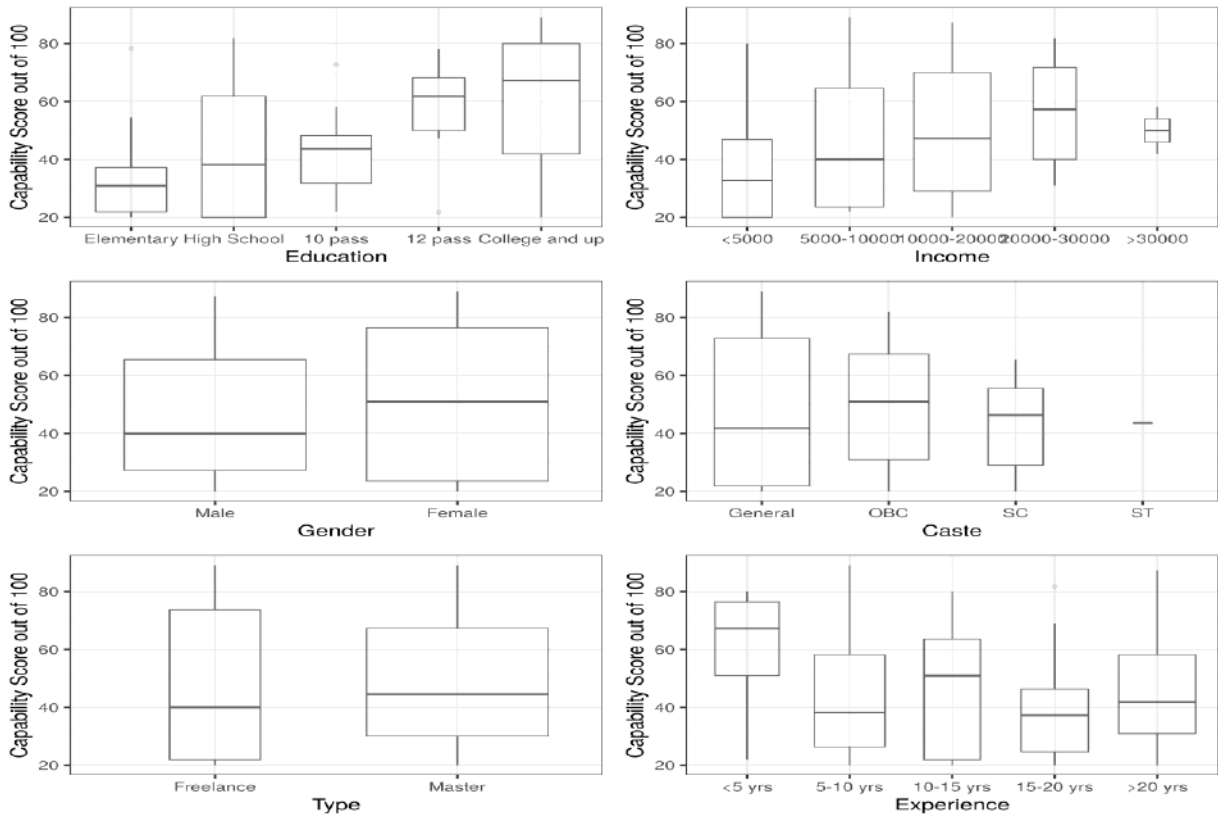 Capability Score out of 100
80
60
40
20
Elementary High School 10 pass 12 pass College and up
Education
Capability Score out of 100
80
60
40
20
<5000 5000-10000 10000-20000 20000-30000 >30000
Income
Capability Score out of 100
80
60
40
20
Male Female
Gender
Capability Score out of 100
80
60
40
20
General OBC SC ST
Caste
Capability Score out of 100
80
60
40
20
Freelance Master
Type
Capability Score out of 100
80
60
40
20
<5 yrs 5-10 yrs 10-15 yrs 15-20 yrs >20 yrs
Experience